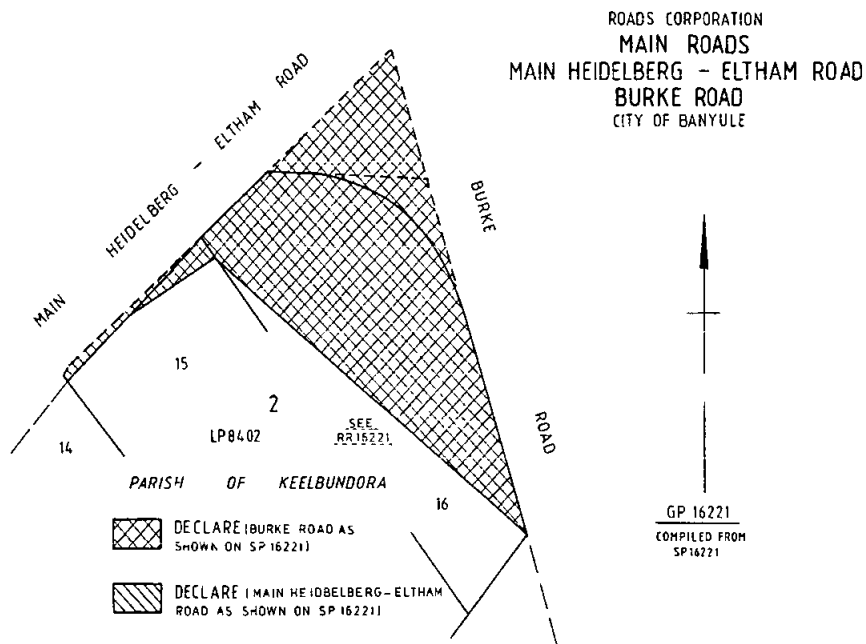 ROADS CORPORATION
MAIN ROADS
MAIN HEIDELBERG - ELTHAM ROAD
BURKE ROAD
CITY OF BANYULE
MAIN HEIDELBERG - ELTHAM ROAD
BURKE ROAD
15
2
14
LP8402
SEE
RR16221
PARISH OF KEELBUNDORA
16
DECLARE (BURKE ROAD AS
SHOWN ON SP 16221)
DECLARE (MAIN HEIDBELBERG-ELTHAM
ROAD AS SHOWN ON SP 16221)
GP 16221
COMPILED FROM
SP16221